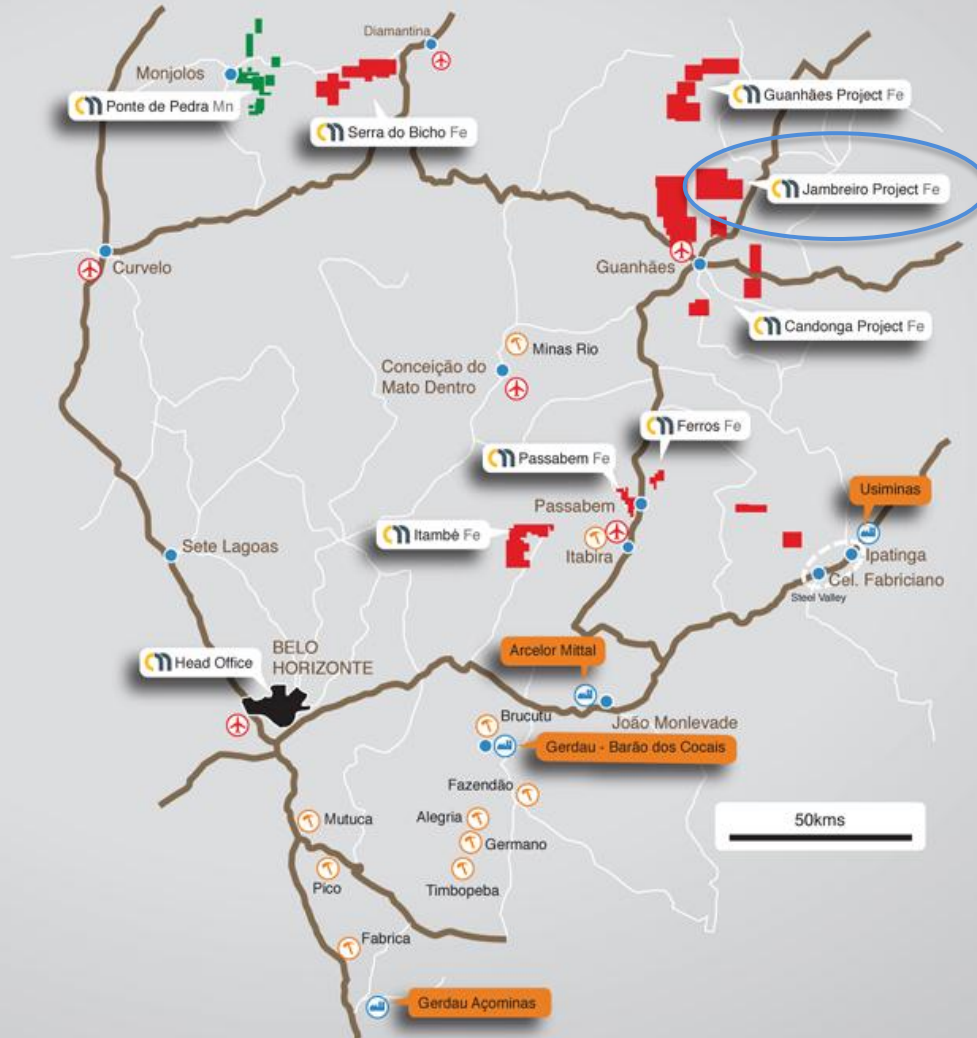 Diamantina
Monjolos
Ponte de Pedra Mn
Guanhães Project Fe
Serra do Bicho Fe
Jambreiro Project Fe
Curvelo
Guanhães
Candonga Project Fe
Minas Rio
Conceição do
Mato Dentro
Ferros Fe
Passabem Fe
Usiminas
Passabem
Itambè Fe
Sete Lagoas
Itabira
Ipatinga
Cel. Fabriciano
Steel Valley
BELO
HORIZONTE
Head Office
Arcelor Mittal
Brucutu
João Monlevade
Gerdau - Barão dos Cocais
Fazendão
Alegria
Mutuca
50kms
Germano
Pico
Timbopeba
Fabrica
Gerdau Açominas